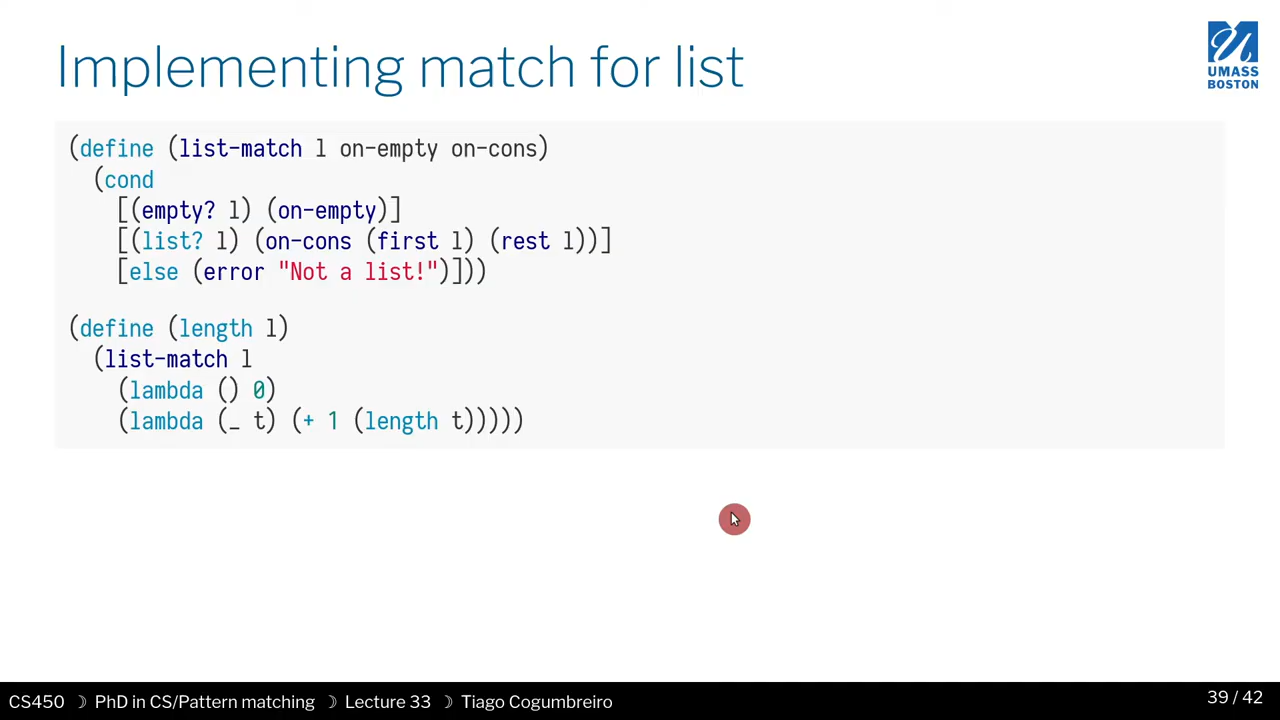 Implementing match for list
UMASS
BOSTON
(define (list-match l on-empty on-cons)
  (cond
    [(empty? l) (on-empty)]
    [(list? l) (on-cons (first l) (rest l))]
    [else (error "Not a list!")]))
(define (length l)
  (list-match l
    (lambda () 0)
    (lambda (_ t) (+ 1 (length t)))))
CS450 ☽ PhD in CS/Pattern matching ☽ Lecture 33 ☽ Tiago Cogumbreiro
39 / 42